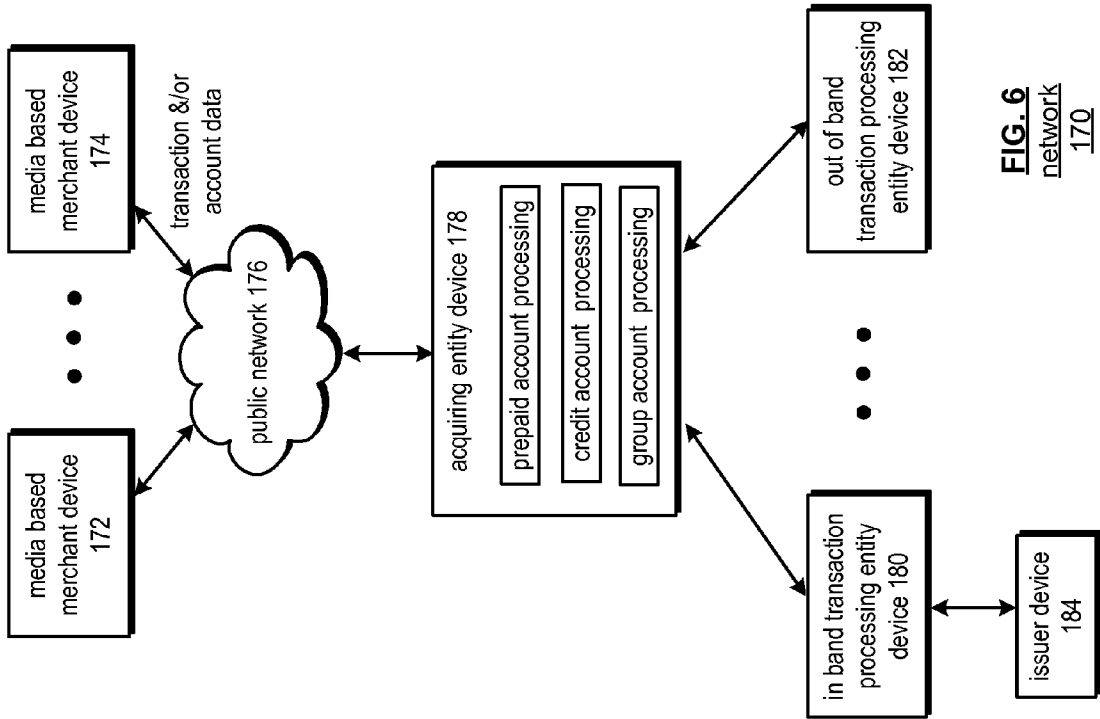 media based
merchant device
172
media based
merchant device
174
transaction &/or
account data
public network 176
acquiring entity device 178
prepaid account processing
credit account processing
group account processing
in band transaction
processing entity
device 180
out of band
transaction processing
entity device 182
issuer device
184
FIG. 6
network
170